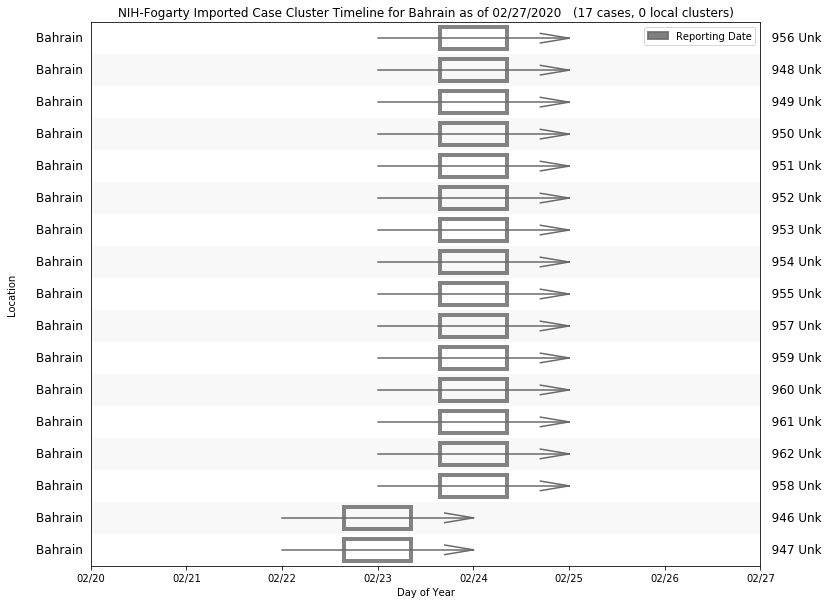 NIH-Fogarty Imported Case Cluster Timeline for Bahrain as of 02/27/2020   (17 cases, 0 local clusters)
Reporting Date
Bahrain 956 Unk
Bahrain 948 Unk
Bahrain 949 Unk
Bahrain 950 Unk
Bahrain 951 Unk
Bahrain 952 Unk
Bahrain 953 Unk
Bahrain 954 Unk
Bahrain 955 Unk
Bahrain 957 Unk
Bahrain 959 Unk
Bahrain 960 Unk
Bahrain 961 Unk
Bahrain 962 Unk
Bahrain 958 Unk
Bahrain 946 Unk
Bahrain 947 Unk
Location
02/20 02/21 02/22 02/23 02/24 02/25 02/26 02/27
Day of Year